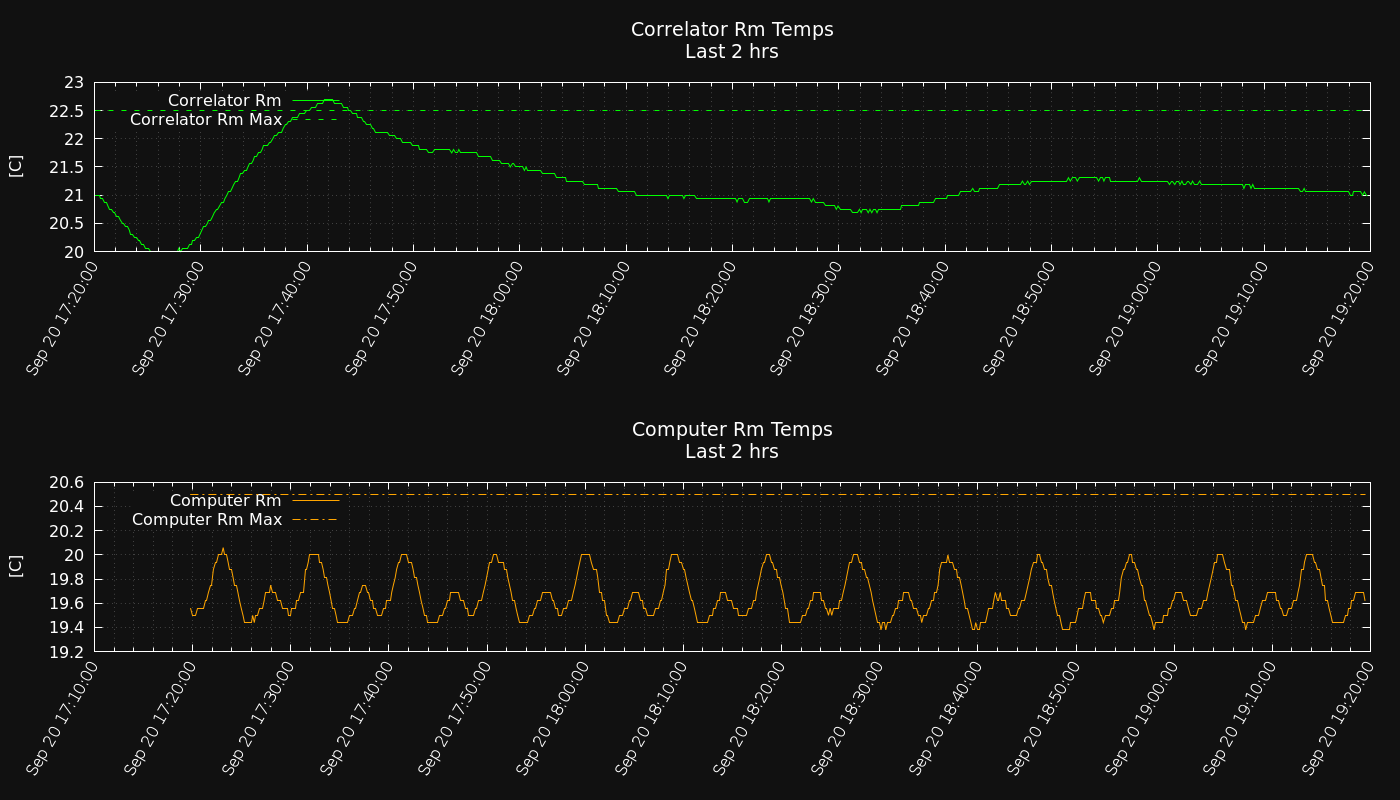 Correlator Rm Temps
Last 2 hrs
23
22.5
22
21.5
21
20.5
20
[C]
Correlator Rm
Correlator Rm Max
Sep 20 17:20:00
Sep 20 17:30:00
Sep 20 17:40:00
Sep 20 17:50:00
Sep 20 18:00:00
Sep 20 18:10:00
Sep 20 18:20:00
Sep 20 18:30:00
Sep 20 18:40:00
Sep 20 18:50:00
Sep 20 19:00:00
Sep 20 19:10:00
Sep 20 19:20:00
Computer Rm Temps
Last 2 hrs
20.6
20.4
20.2
20
19.8
19.6
19.4
19.2
[C]
Computer Rm
Computer Rm Max
Sep 20 17:10:00
Sep 20 17:20:00
Sep 20 17:30:00
Sep 20 17:40:00
Sep 20 17:50:00
Sep 20 18:00:00
Sep 20 18:10:00
Sep 20 18:20:00
Sep 20 18:30:00
Sep 20 18:40:00
Sep 20 18:50:00
Sep 20 19:00:00
Sep 20 19:10:00
Sep 20 19:20:00